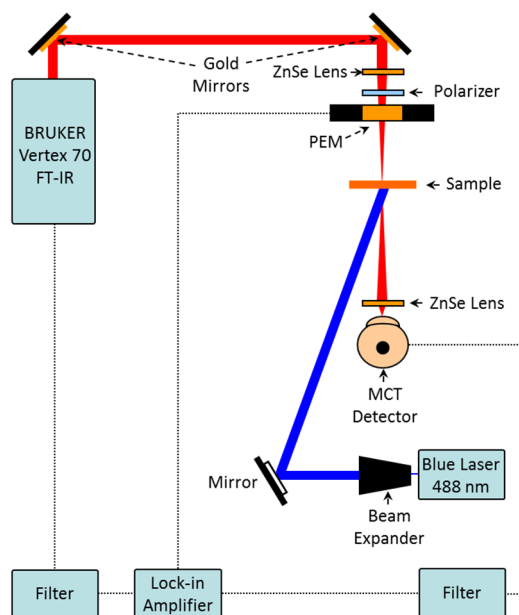 Gold
Mirrors
ZnSe Lens
Polarizer
BRUKER
Vertex 70
FT-IR
PEM
Sample
ZnSe Lens
MCT
Detector
Mirror
Blue Laser
488 nm
Beam
Expander
Filter
Lock-in
Amplifier
Filter